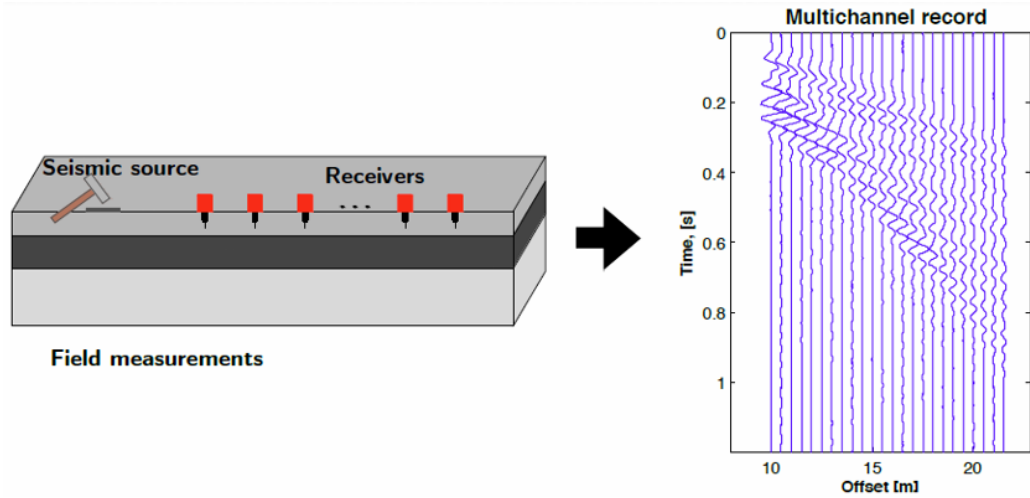 Seismic source
Receivers
...
Field measurements
Multichannel record
0
0.2
0.4
0.6
0.8
1
Time, [s]
10
15
20
Offset [m]